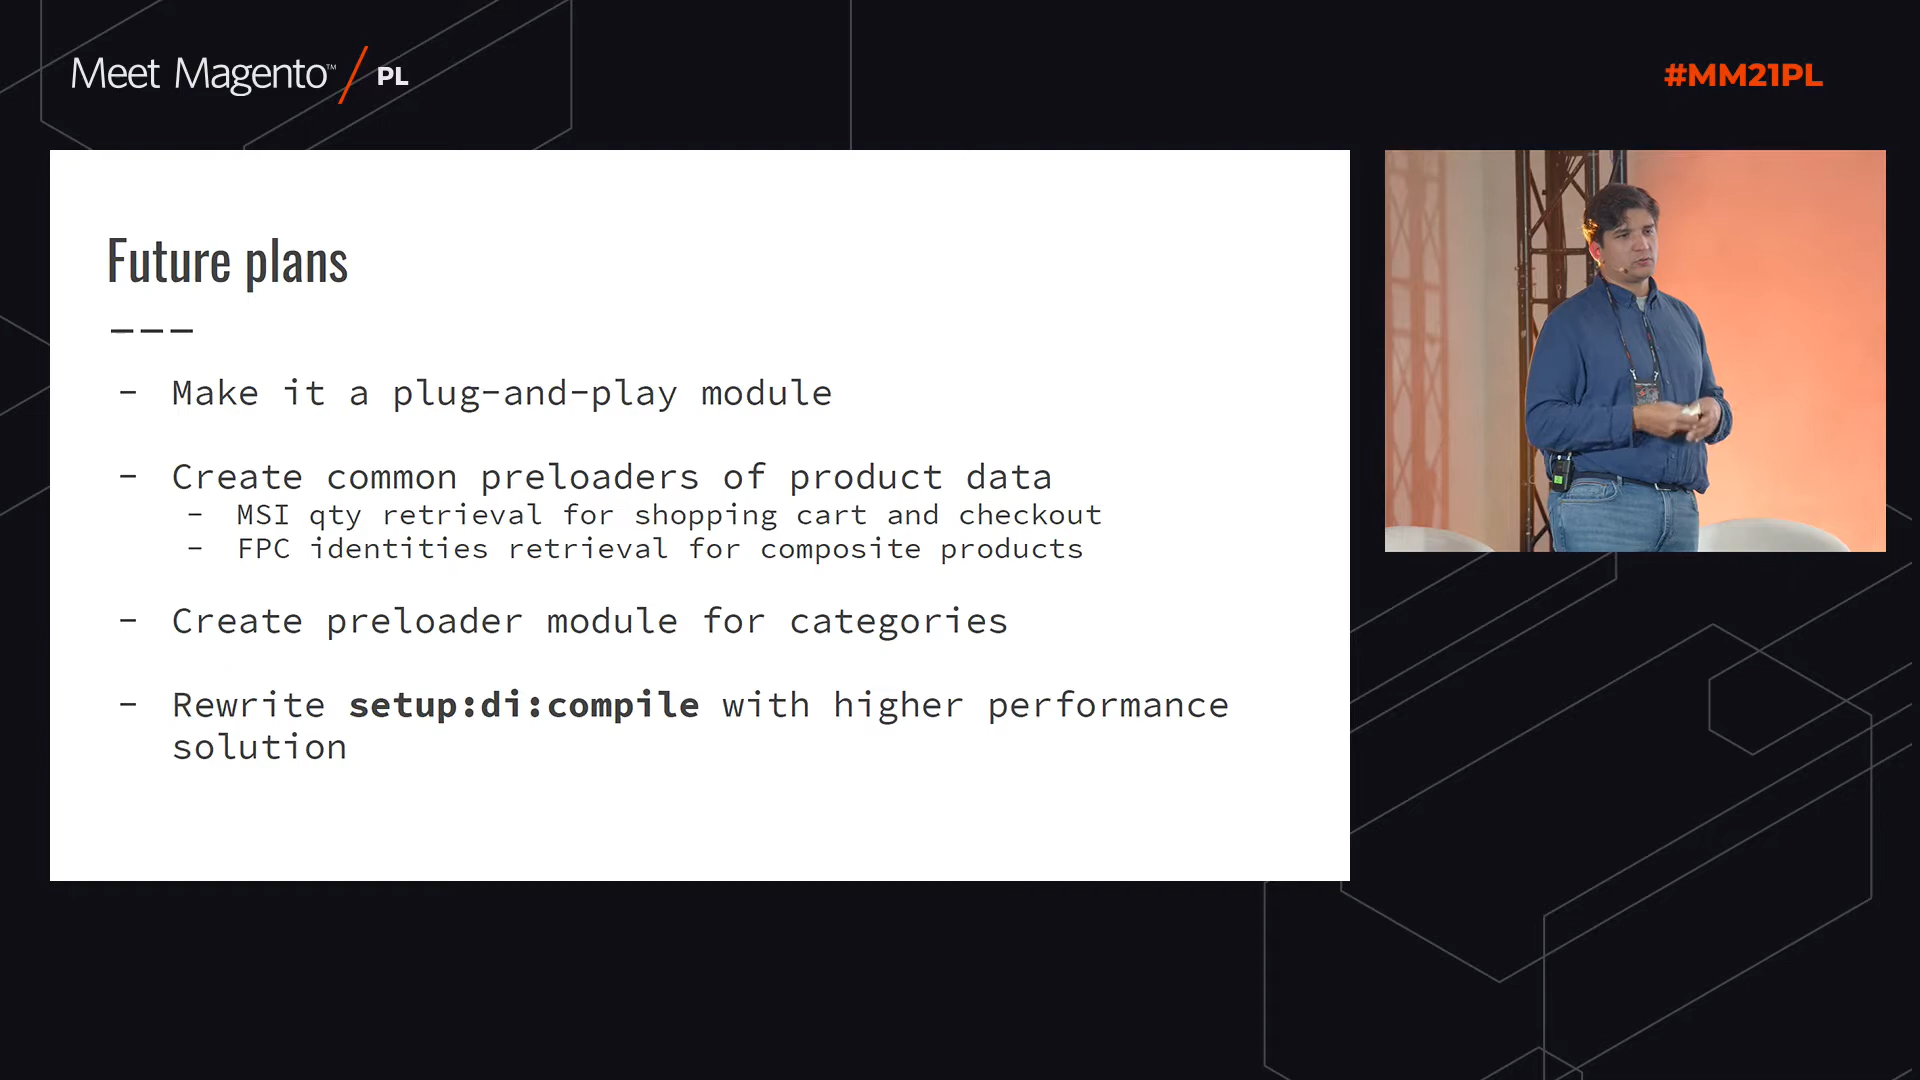 Meet Magento™ / PL
#MM21PL
Future plans
- Make it a plug-and-play module
- Create common preloaders of product data
- MSI qty retrieval for shopping cart and checkout
- FPC identities retrieval for composite products
- Create preloader module for categories
- Rewrite setup:di:compile with higher performance
solution